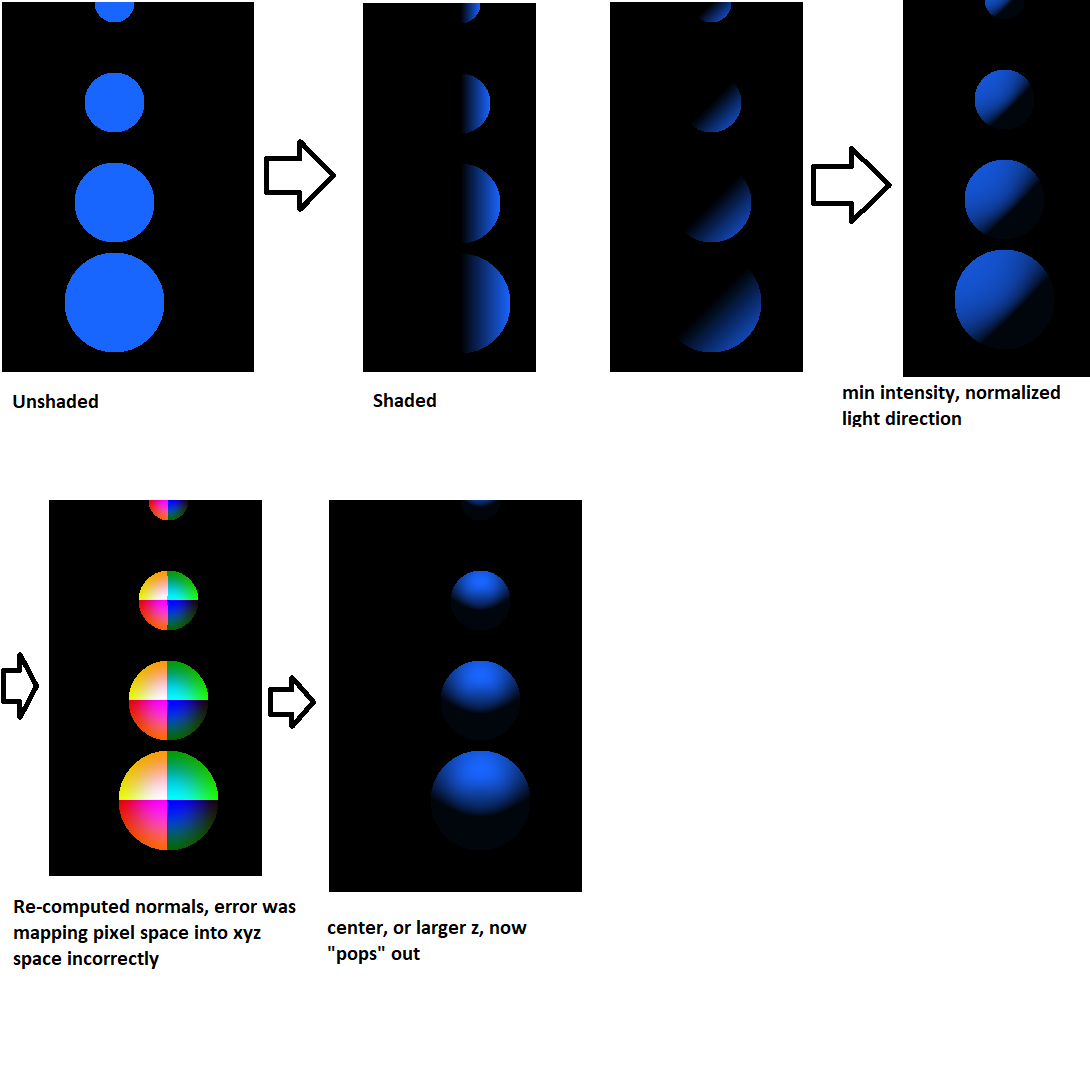 Unshaded
Shaded
min intensity, normalized
light direction
Re-computed normals, error was
mapping pixel space into xyz
space incorrectly
center, or larger z, now
"pops" out